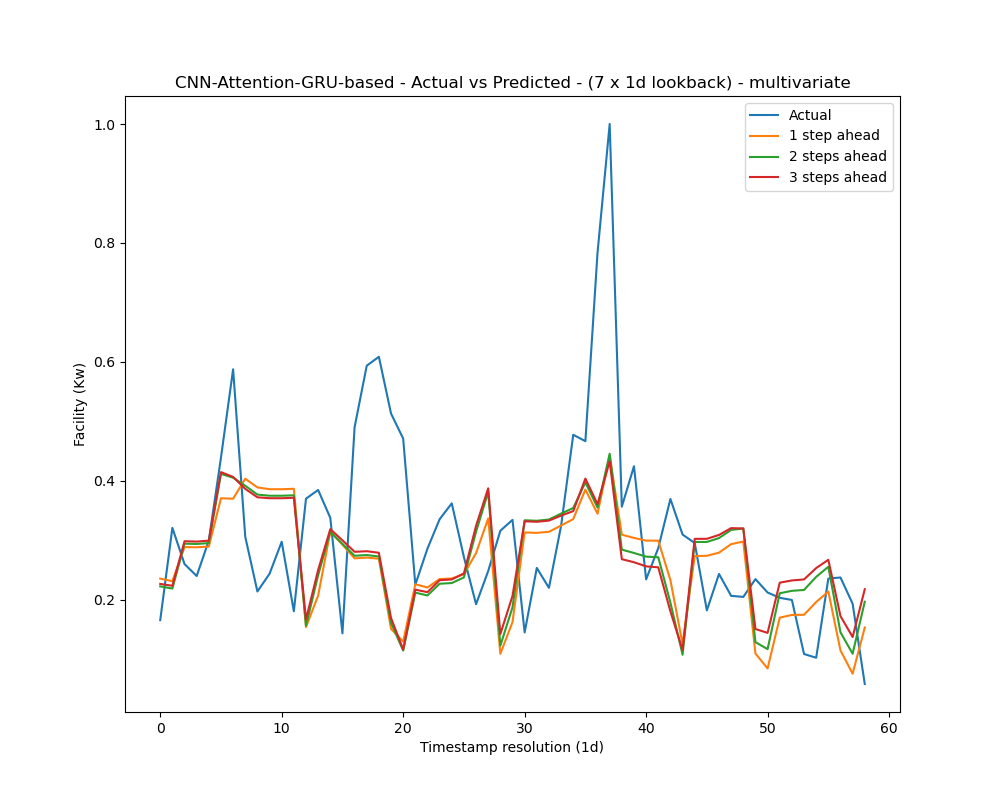 CNN-Attention-GRU-based - Actual vs Predicted - (7 x 1d lookback) - multivariate
Actual
1 step ahead
2 steps ahead
3 steps ahead
1.0
0.8
0.6
0.4
0.2
Facility (Kw)
0 10 20 30 40 50 60
Timestamp resolution (1d)